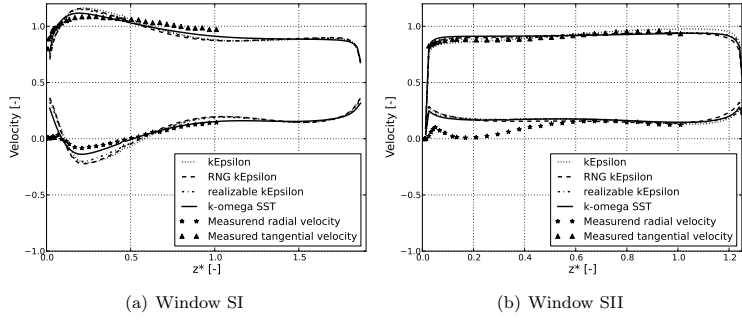 1.0
0.5
0.0
−0.5
−1.0
Velocity [-]
kEpsilon
RNG kEpsilon
realizable kEpsilon
k-omega SST
Measurend radial velocity
Measured tangential velocity
0.0 0.5 1.0 1.5
z* [-]
(a) Window SI
1.0
0.5
0.0
−0.5
−1.0
Velocity [-]
kEpsilon
RNG kEpsilon
realizable kEpsilon
k-omega SST
Measurend radial velocity
Measured tangential velocity
0.0 0.2 0.4 0.6 0.8 1.0 1.2
z* [-]
(b) Window SII